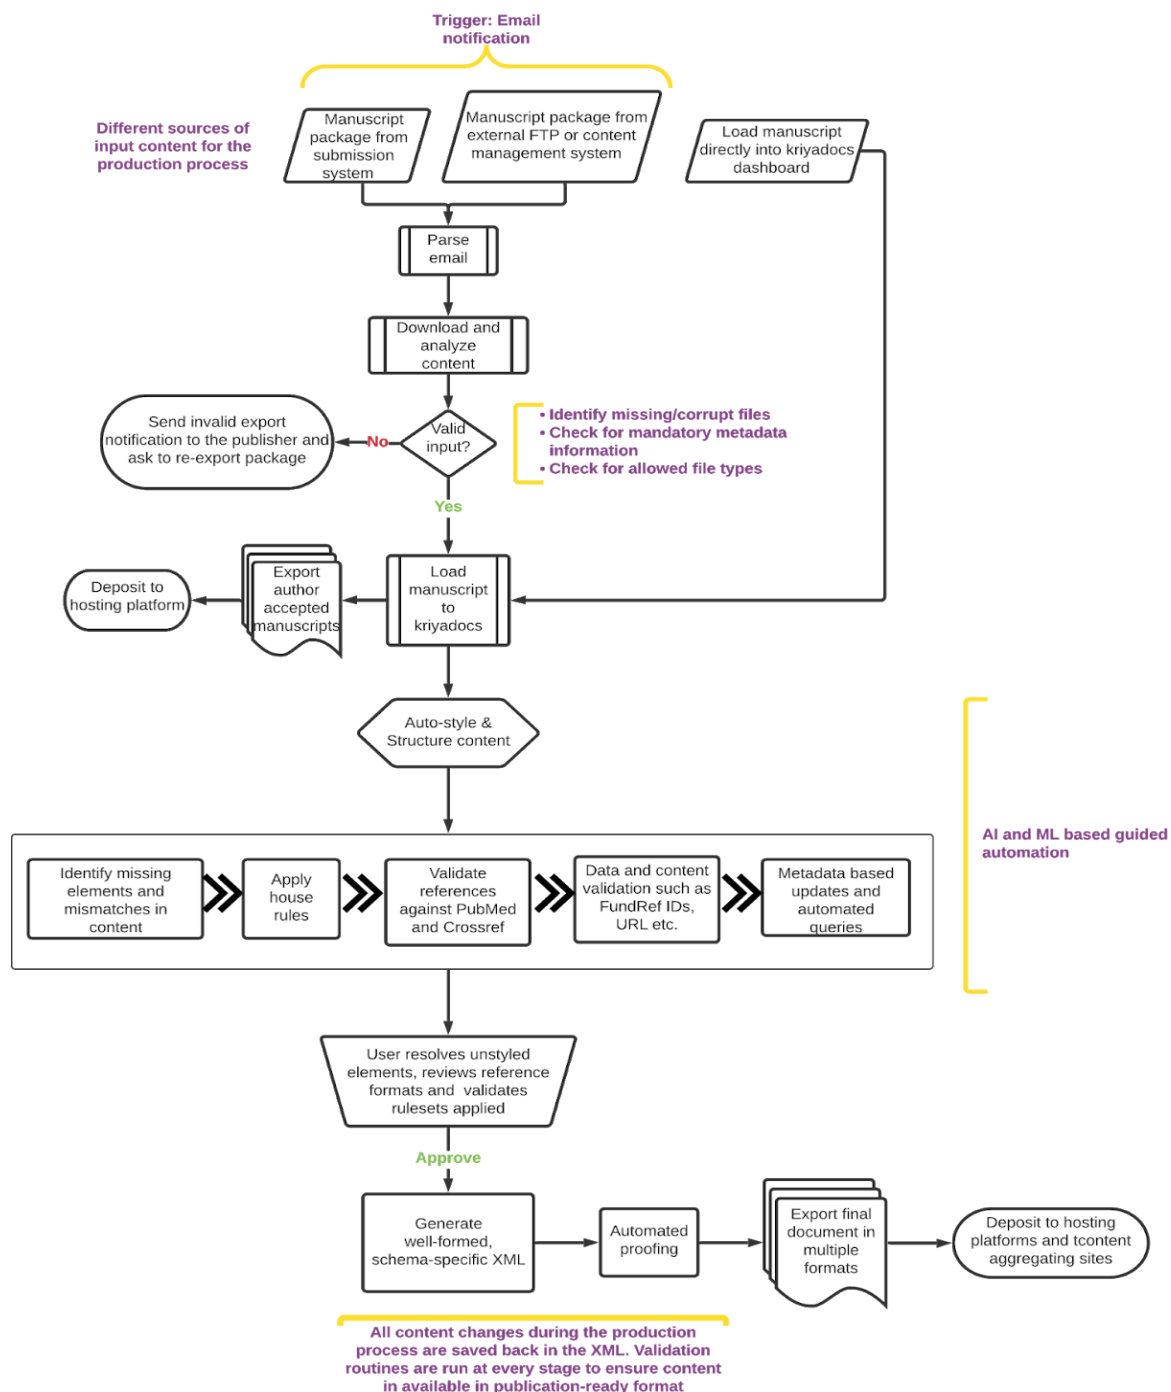 Trigger: Email
notification
Different sources of
input content for the
production process
Manuscript
package from
submission
system
Manuscript package from
external FTP or content
management system
Load manuscript
directly into kriyadocs
dashboard
Parse
email
Download and
analyze
content
Send invalid export
notification to the publisher and
ask to re-export package
No
Valid
input?
• Identify missing/corrupt files
• Check for mandatory metadata
information
• Check for allowed file types
Yes
Deposit to
hosting platform
Export
author
accepted
manuscripts
Load
manuscript
to
kriyadocs
Auto-style &
Structure content
AI and ML based guided
automation
Identify missing
elements and
mismatches in
content
Apply
house
rules
Validate
references
against PubMed
and Crossref
Data and content
validation such as
FundRef IDs,
URL etc.
Metadata based
updates and
automated
queries
User resolves unstyled
elements, reviews reference
formats and validates
rulesets applied
Approve
Generate
well-formed,
schema-specific XML
Automated
proofing
Export final
document in
multiple
formats
Deposit to hosting
platforms and tcontent
aggregating sites
All content changes during the production
process are saved back in the XML. Validation
routines are run at every stage to ensure content
in available in publication-ready format